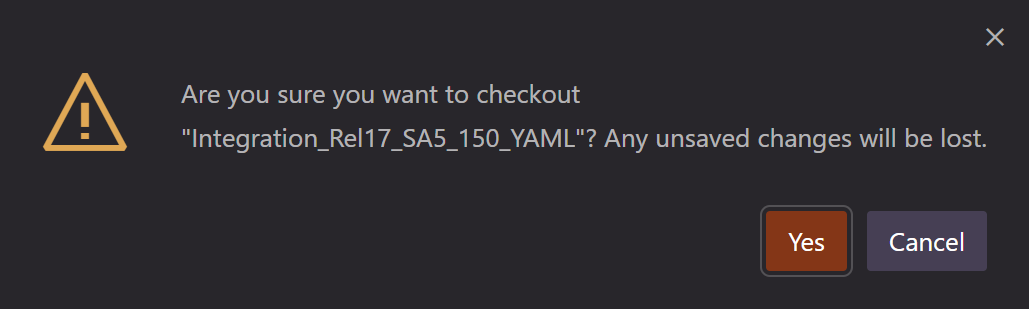 Are you sure you want to checkout
"Integration_Rel17_SA5_150_YAML"? Any unsaved changes will be lost.
Yes
Cancel